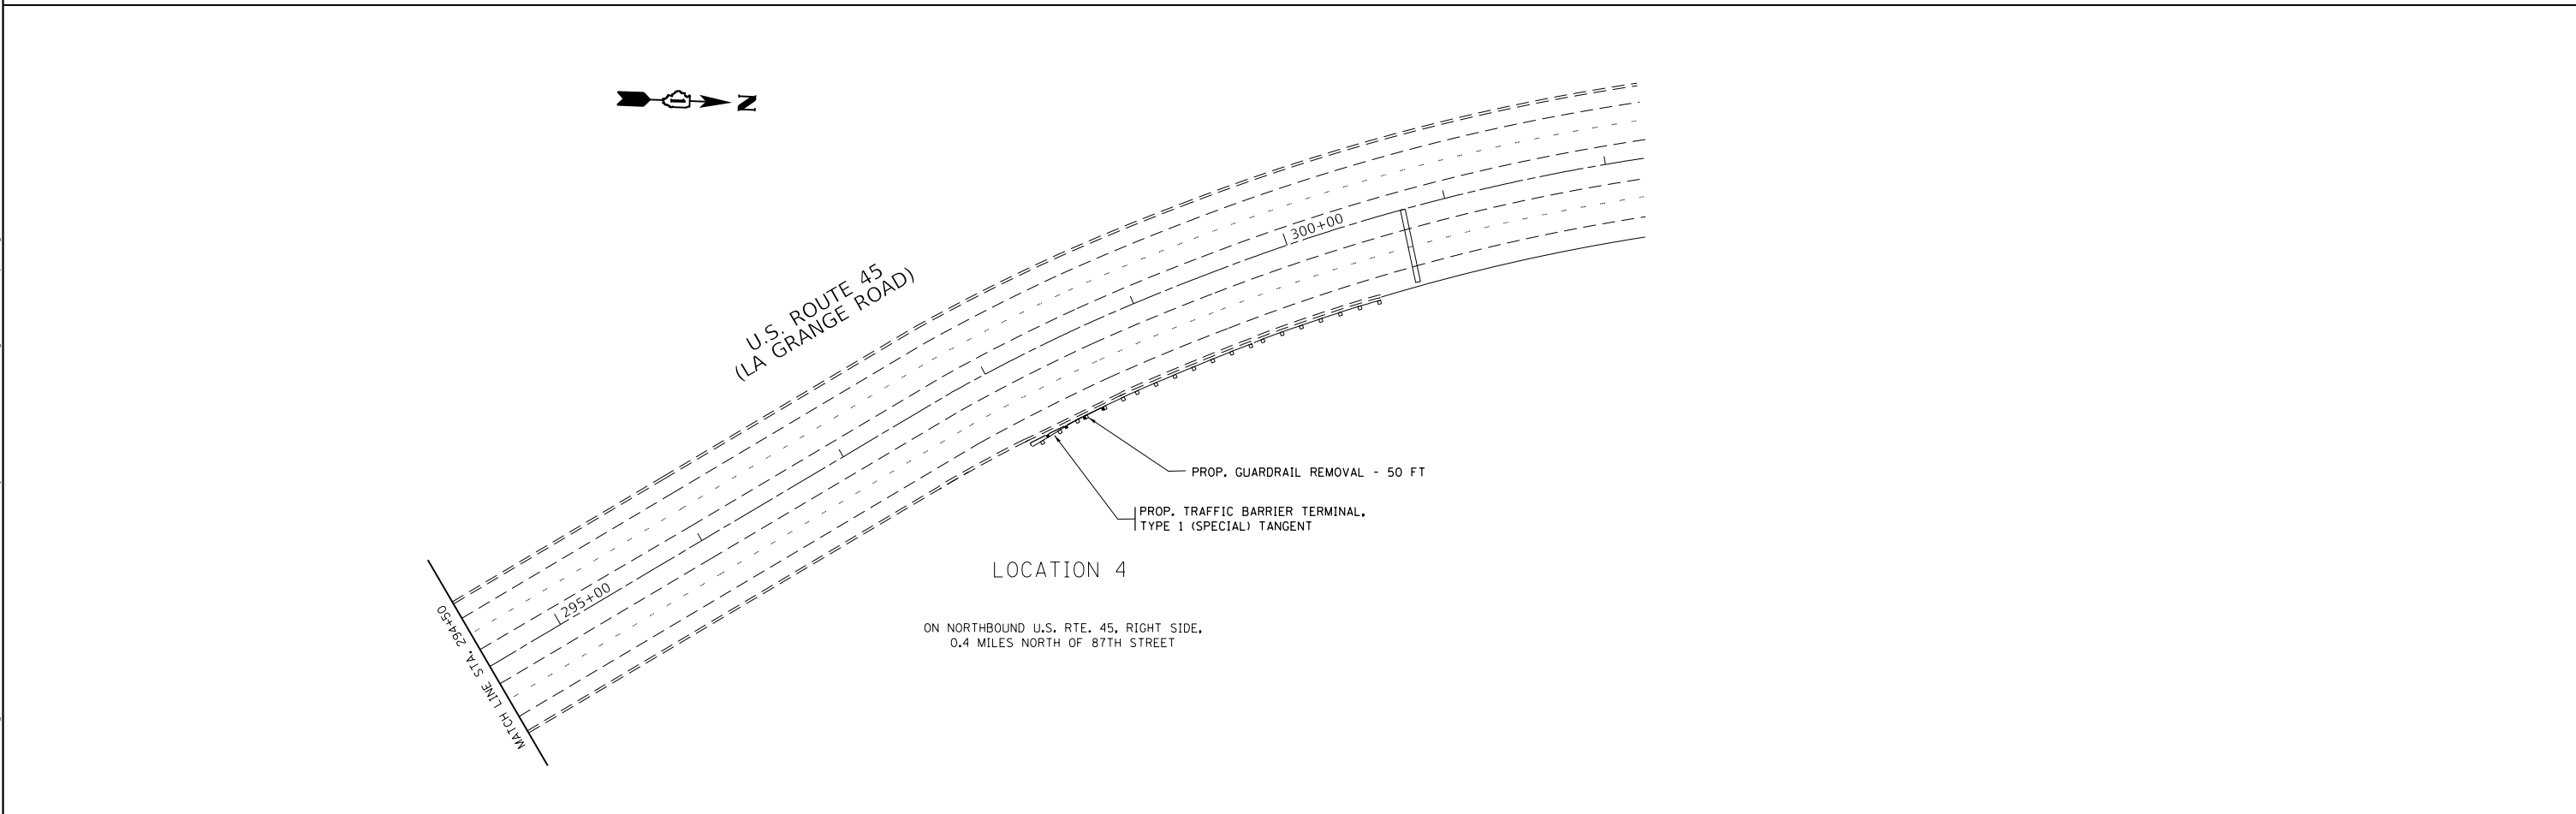 N
U.S. ROUTE 45
(LA GRANGE ROAD)
300+00
PROP. GUARDRAIL REMOVAL - 50 FT
PROP. TRAFFIC BARRIER TERMINAL,
TYPE 1 (SPECIAL) TANGENT
LOCATION 4
295+00
MATCH LINE STA. 294+50
ON NORTHBOUND U.S. RTE. 45, RIGHT SIDE,
0.4 MILES NORTH OF 87TH STREET